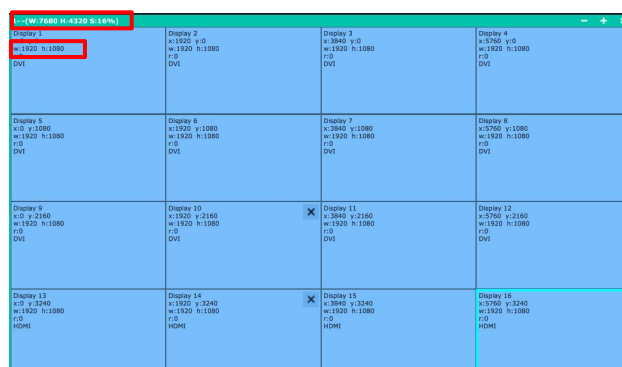 1--(W:7680 H:4320 S:16%)
Display 1
w:1920 h:1080
DVI
Display 2
x:1920 y:0
w:1920 h:1080
r:0
DVI
Display 3
x:3840 y:0
w:1920 h:1080
r:0
DVI
Display 4
x:5760 y:0
w:1920 h:1080
r:0
DVI
Display 5
x:0 y:1080
w:1920 h:1080
r:0
DVI
Display 6
x:1920 y:1080
w:1920 h:1080
r:0
DVI
Display 7
x:3840 y:1080
w:1920 h:1080
r:0
DVI
Display 8
x:5760 y:1080
w:1920 h:1080
r:0
DVI
Display 9
x:0 y:2160
w:1920 h:1080
r:0
DVI
Display 10
x:1920 y:2160
w:1920 h:1080
r:0
DVI
Display 11
x:3840 y:2160
w:1920 h:1080
r:0
DVI
Display 12
x:5760 y:2160
w:1920 h:1080
r:0
DVI
Display 13
x:0 y:3240
w:1920 h:1080
r:0
HDMI
Display 14
x:1920 y:3240
w:1920 h:1080
r:0
HDMI
Display 15
x:3840 y:3240
w:1920 h:1080
r:0
HDMI
Display 16
x:5760 y:3240
w:1920 h:1080
r:0
HDMI